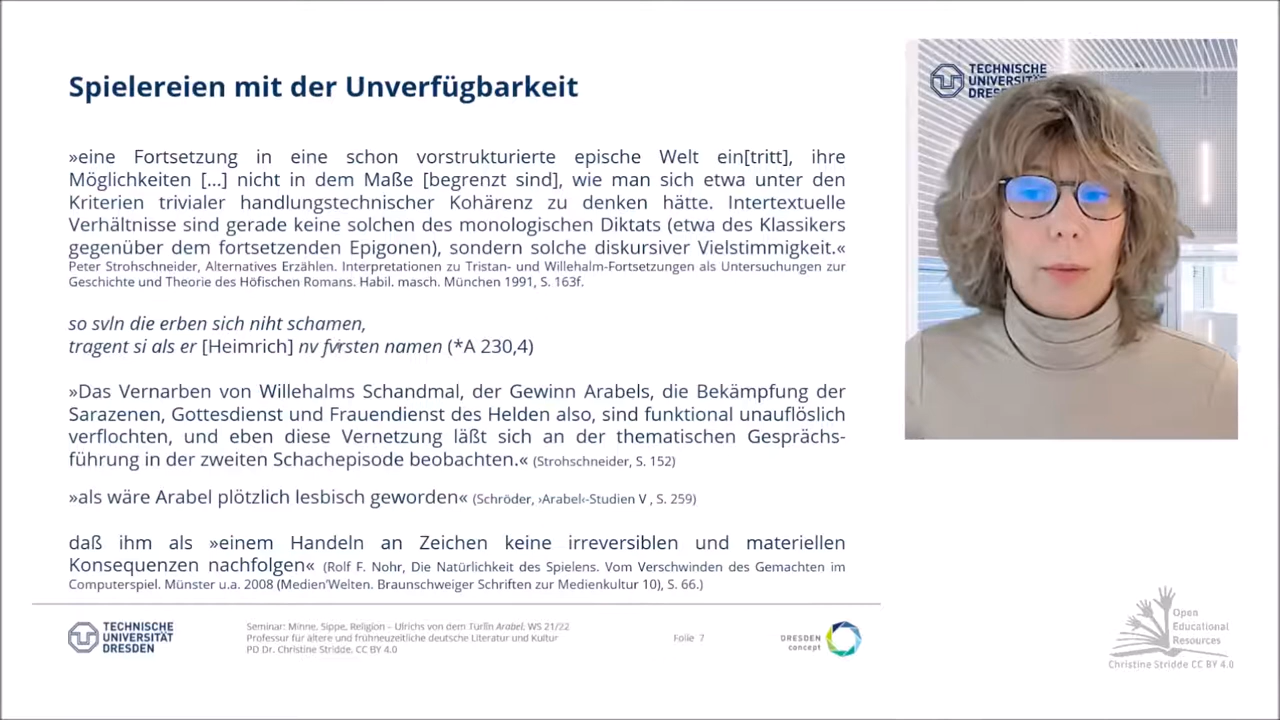 Spielereien mit der Unverfügbarkeit
»eine Fortsetzung in eine schon vorstrukturierte epische Welt ein[tritt], ihre
Möglichkeiten [...] nicht in dem Maße [begrenzt sind], wie man sich etwa unter den
Kriterien trivialer handlungstechnischer Kohärenz zu denken hätte. Intertextuelle
Verhältnisse sind gerade keine solchen des monologischen Diktats (etwa des Klassikers
gegenüber dem fortsetzenden Epigonen), sondern solche diskursiver Vielstimmigkeit.«
Peter Strohschneider, Alternatives Erzählen. Interpretationen zu Tristan- und Willehalm-Fortsetzungen als Untersuchungen zur
Geschichte und Theorie des Höfischen Romans. Habil. masch. München 1991, S. 163f.
so svln die erben sich niht schamen,
tragent si als er [Heimrich] nv fvrsten namen (*A 230,4)
»Das Vernarben von Willehalms Schandmal, der Gewinn Arabels, die Bekämpfung der
Sarazenen, Gottesdienst und Frauendienst des Helden also, sind funktional unauflöslich
verflochten, und eben diese Vernetzung läßt sich an der thematischen Gesprächs-
führung in der zweiten Schachepisode beobachten.« (Strohschneider, S. 152)
»als wäre Arabel plötzlich lesbisch geworden« (Schröder, ›Arabel‹-Studien V , S. 259)
daß ihm als »einem Handeln an Zeichen keine irreversiblen und materiellen
Konsequenzen nachfolgen« (Rolf F. Nohr, Die Natürlichkeit des Spielens. Vom Verschwinden des Gemachten im
Computerspiel. Münster u.a. 2008 (Medien'Welten. Braunschweiger Schriften zur Medienkultur 10), S. 66.)
TECHNISCHE
UNIVERSITÄT
DRESDEN
Seminar: Minne, Sippe, Religion – Ulrichs von dem Türlin Arabel, WS 21/22
Professur für ältere und frühneuzeitliche deutsche Literatur und Kultur
PD Dr. Christine Stridde. CC BY 4.0
Folie 7
DRESDEN
concept
TECHNISCHE
UNIVERSITÄT
DRES
Open
Educational
Resources
Christine Stridde CC BY 4.0